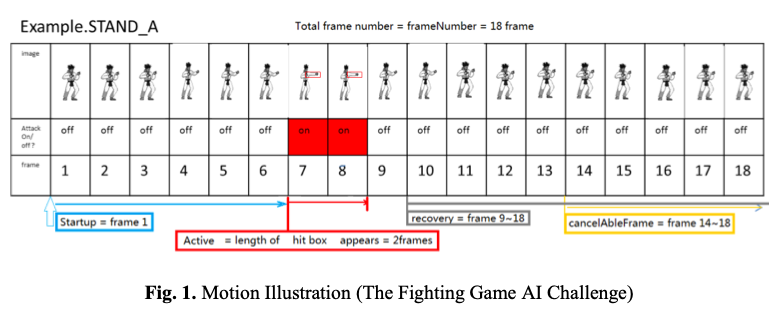 Example.STAND_A
Total frame number = frameNumber = 18 frame
image
Attack On/ off? off off off off off off on on off off off off off off off off off off
frame 1 2 3 4 5 6 7 8 9 10 11 12 13 14 15 16 17 18
Startup = frame 1
recovery = frame 9~18
cancelAbleFrame = frame 14~18
Active = length of hit box appears = 2frames
Fig. 1. Motion Illustration (The Fighting Game AI Challenge)